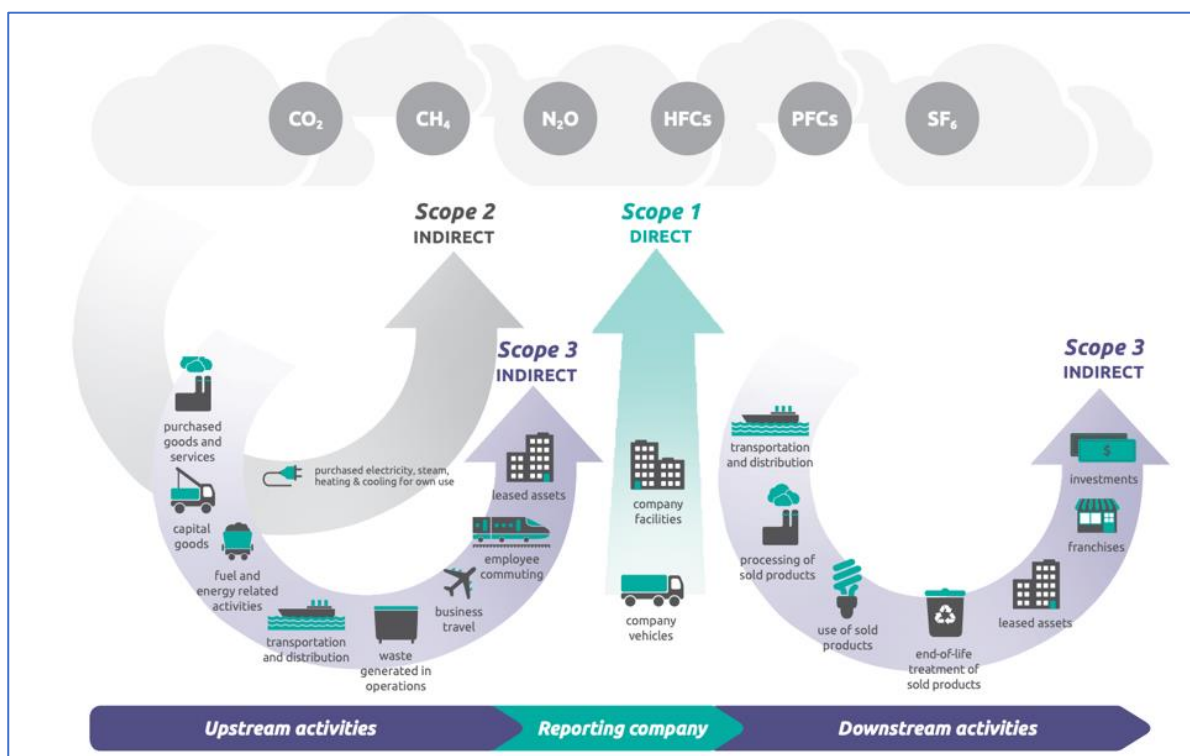 CO₂
CH₄
N₂O
HFCs
PFCs
SF₆
Scope 2
INDIRECT
Scope 1
DIRECT
Scope 3
INDIRECT
Scope 3
INDIRECT
purchased
goods and
services
capital
goods
fuel and
energy related
activities
purchased electricity, steam,
heating & cooling for own use
transportation
and distribution
waste
generated in
operations
business
travel
employee
commuting
leased assets
company
facilities
company
vehicles
transportation
and distribution
processing of
sold products
use of sold
products
end-of-life
treatment of
sold products
leased assets
franchises
$
investments
Upstream activities
Reporting company
Downstream activities